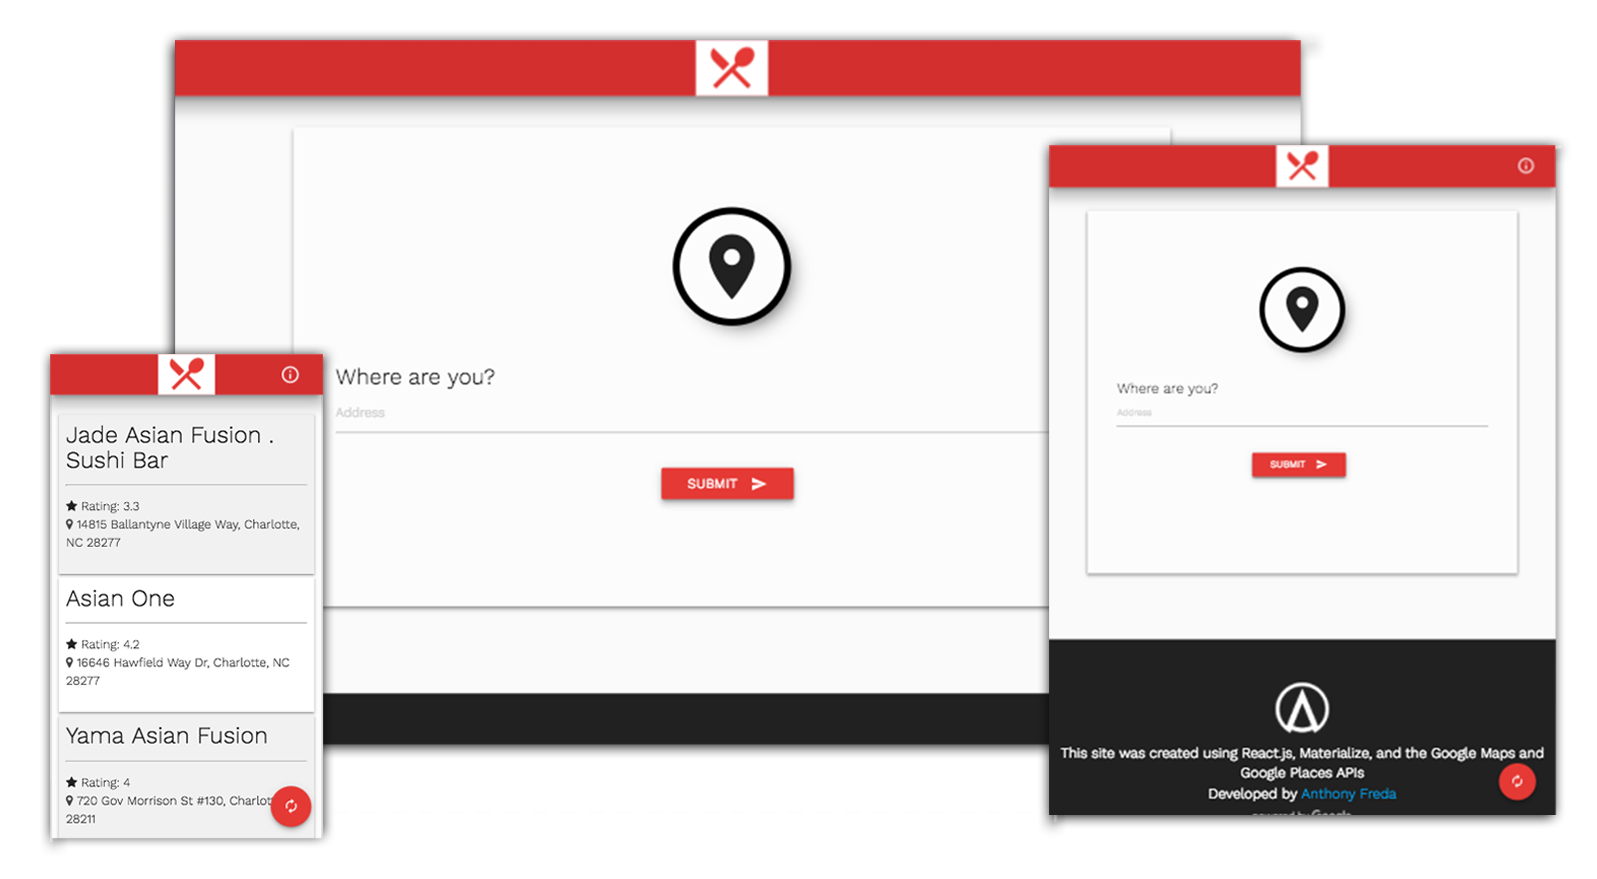 Where are you?
Address
SUBMIT
Jade Asian Fusion .
Sushi Bar
Rating: 3.3
14815 Ballantyne Village Way, Charlotte,
NC 28277
Asian One
Rating: 4.2
16646 Hawfield Way Dr, Charlotte, NC
28277
Yama Asian Fusion
Rating: 4
720 Gov Morrison St #130,
28211
Where are you?
Address
SUBMIT
This site was created using React.js, Materialize, and the Google Maps and
Google Places APIs
Developed by Anthony Freda
powered by Google